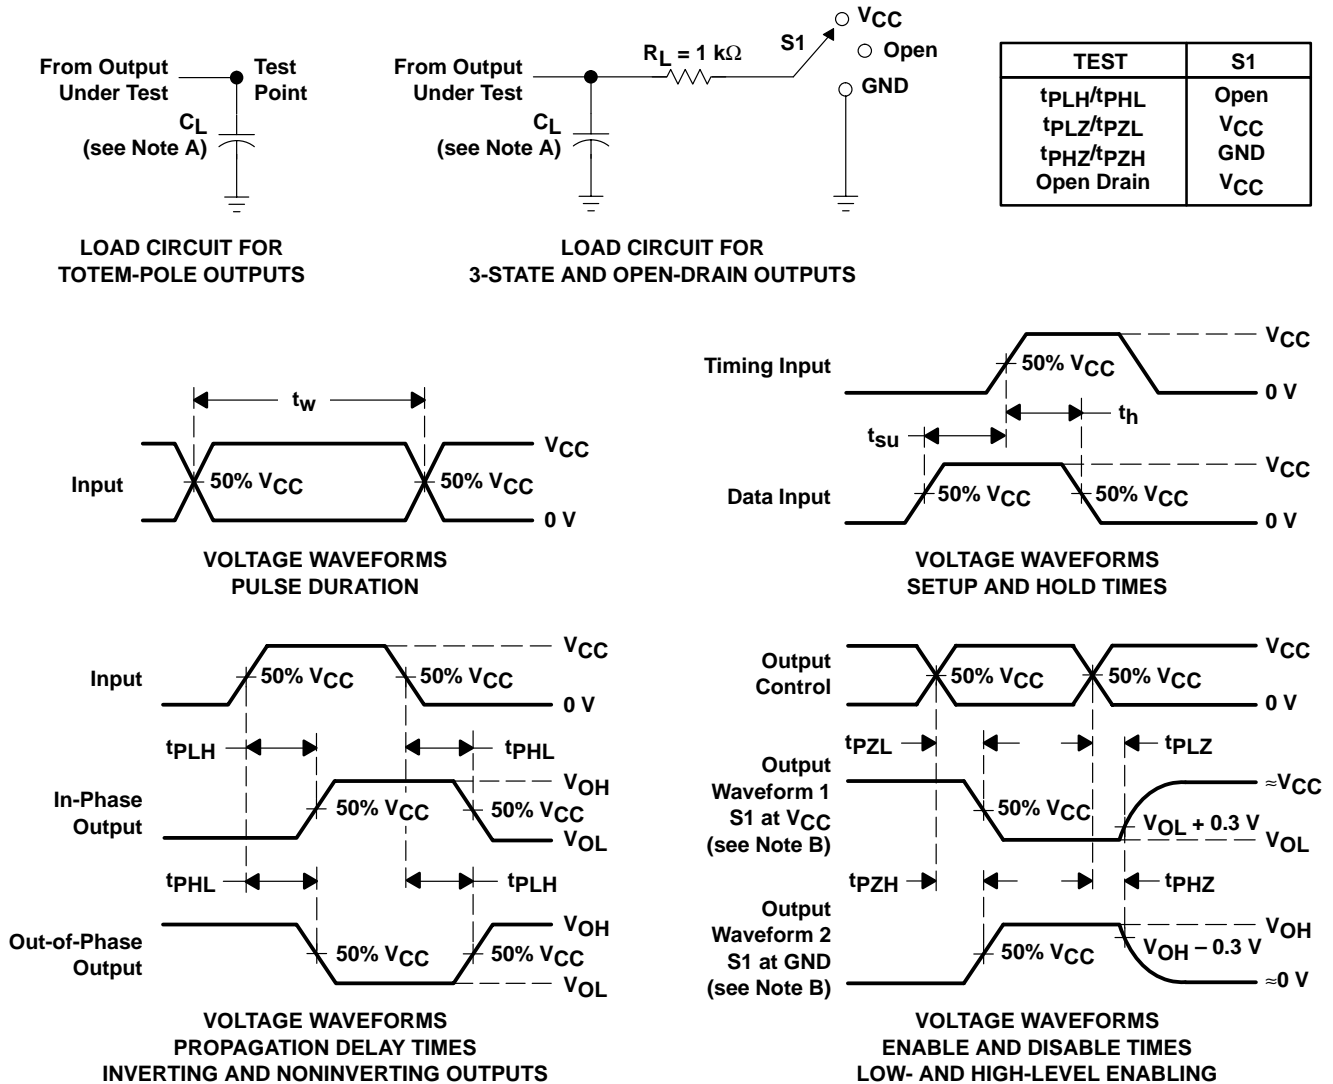 From Output
Under Test
Test
Point
CL
(see Note A)
LOAD CIRCUIT FOR
TOTEM-POLE OUTPUTS
From Output
Under Test
RL = 1 kΩ
S1
VCC
Open
GND
CL
(see Note A)
LOAD CIRCUIT FOR
3-STATE AND OPEN-DRAIN OUTPUTS
TEST S1
tPLH/tPHL Open
tPLZ/tPZL VCC
tPHZ/tPZH GND
Open Drain VCC
tw
Input
50% VCC
50% VCC
VCC
0 V
VOLTAGE WAVEFORMS
PULSE DURATION
Timing Input
50% VCC
VCC
0 V
tsu
th
Data Input
50% VCC
50% VCC
VCC
0 V
VOLTAGE WAVEFORMS
SETUP AND HOLD TIMES
Input
50% VCC
50% VCC
VCC
0 V
tPLH
tPHL
In-Phase
Output
50% VCC
50% VCC
VOH
VOL
tPHL
tPLH
Out-of-Phase
Output
50% VCC
50% VCC
VOH
VOL
VOLTAGE WAVEFORMS
PROPAGATION DELAY TIMES
INVERTING AND NONINVERTING OUTPUTS
Output
Control
50% VCC
50% VCC
VCC
0 V
tPZL
tPLZ
Output
Waveform 1
S1 at VCC
(see Note B)
50% VCC
≈VCC
VOL + 0.3 V
VOL
tPZH
tPHZ
Output
Waveform 2
S1 at GND
(see Note B)
50% VCC
VOH
VOH − 0.3 V
≈0 V
VOLTAGE WAVEFORMS
ENABLE AND DISABLE TIMES
LOW- AND HIGH-LEVEL ENABLING